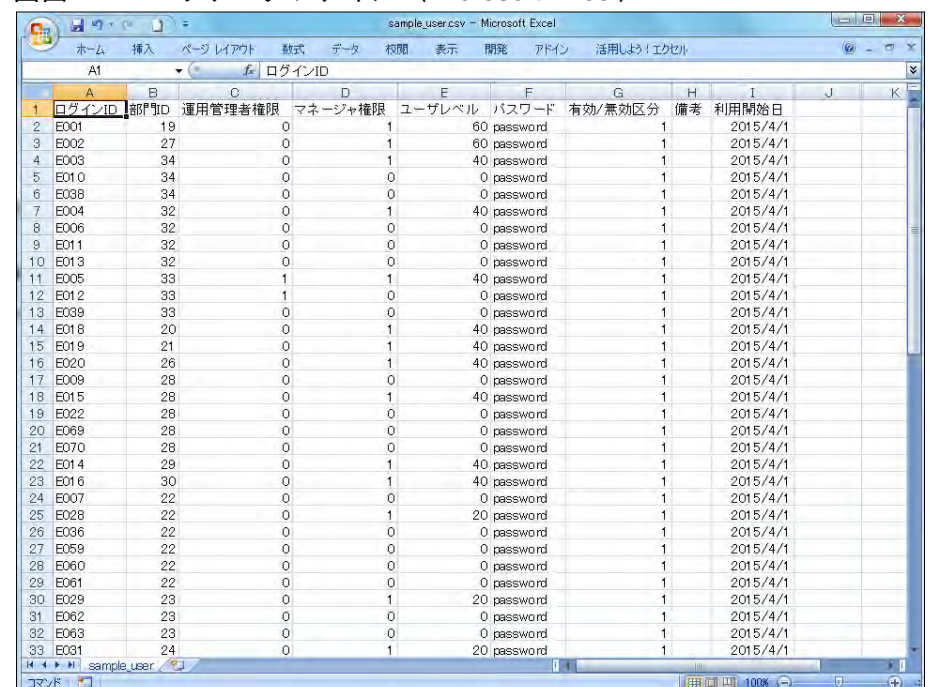 sample_user.csv - Microsoft Excel
ホーム 挿入 ページ レイアウト 数式 データ 校閲 表示 開発 アドイン 活用しよう！エクセル
A1 fx ログインID
A B C D E F G H I J K
1 ログインID 部門ID 運用管理者権限 マネージャ権限 ユーザレベル パスワード 有効/無効区分 備考 利用開始日
2 E001 19 0 1 60 password 1 2015/4/1
3 E002 27 0 1 60 password 1 2015/4/1
4 E003 34 0 1 40 password 1 2015/4/1
5 E010 34 0 0 0 password 1 2015/4/1
6 E038 34 0 0 0 password 1 2015/4/1
7 E004 32 0 1 40 password 1 2015/4/1
8 E006 32 0 0 0 password 1 2015/4/1
9 E011 32 0 0 0 password 1 2015/4/1
10 E013 32 0 0 0 password 1 2015/4/1
11 E005 33 1 1 40 password 1 2015/4/1
12 E012 33 1 0 0 password 1 2015/4/1
13 E039 33 0 0 0 password 1 2015/4/1
14 E018 20 0 1 40 password 1 2015/4/1
15 E019 21 0 1 40 password 1 2015/4/1
16 E020 26 0 1 40 password 1 2015/4/1
17 E009 28 0 0 0 password 1 2015/4/1
18 E015 28 0 1 40 password 1 2015/4/1
19 E022 28 0 0 0 password 1 2015/4/1
20 E069 28 0 0 0 password 1 2015/4/1
21 E070 28 0 0 0 password 1 2015/4/1
22 E014 29 0 1 40 password 1 2015/4/1
23 E016 30 0 1 40 password 1 2015/4/1
24 E007 22 0 0 0 password 1 2015/4/1
25 E028 22 0 1 20 password 1 2015/4/1
26 E036 22 0 0 0 password 1 2015/4/1
27 E059 22 0 0 0 password 1 2015/4/1
28 E060 22 0 0 0 password 1 2015/4/1
29 E061 22 0 0 0 password 1 2015/4/1
30 E029 23 0 1 20 password 1 2015/4/1
31 E062 23 0 0 0 password 1 2015/4/1
32 E063 23 0 0 0 password 1 2015/4/1
33 E031 24 0 1 20 password 1 2015/4/1
sample_user
コマンド 100%